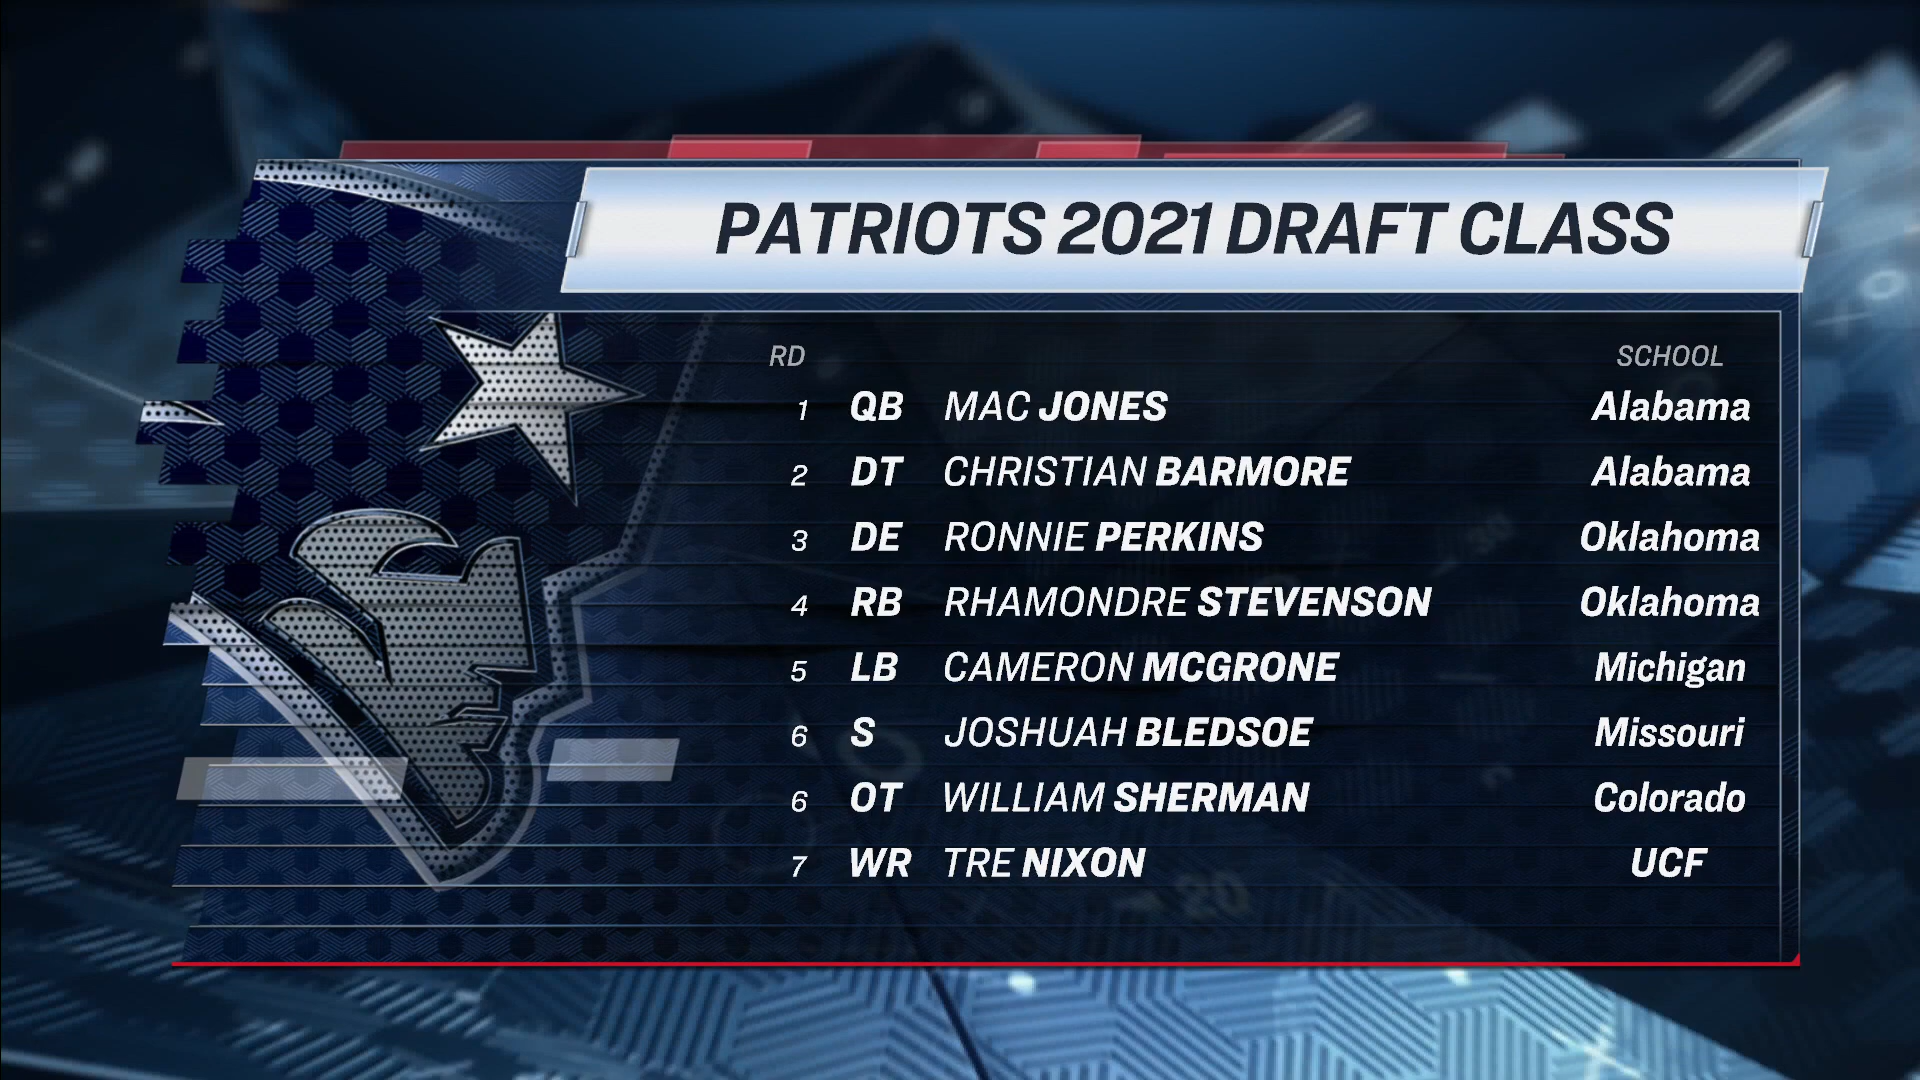 PATRIOTS 2021 DRAFT CLASS
RD SCHOOL
1 QB MAC JONES Alabama
2 DT CHRISTIAN BARMORE Alabama
3 DE RONNIE PERKINS Oklahoma
4 RB RHAMONDRE STEVENSON Oklahoma
5 LB CAMERON MCGRONE Michigan
6 S JOSHUAH BLEDSOE Missouri
6 OT WILLIAM SHERMAN Colorado
7 WR TRE NIXON UCF